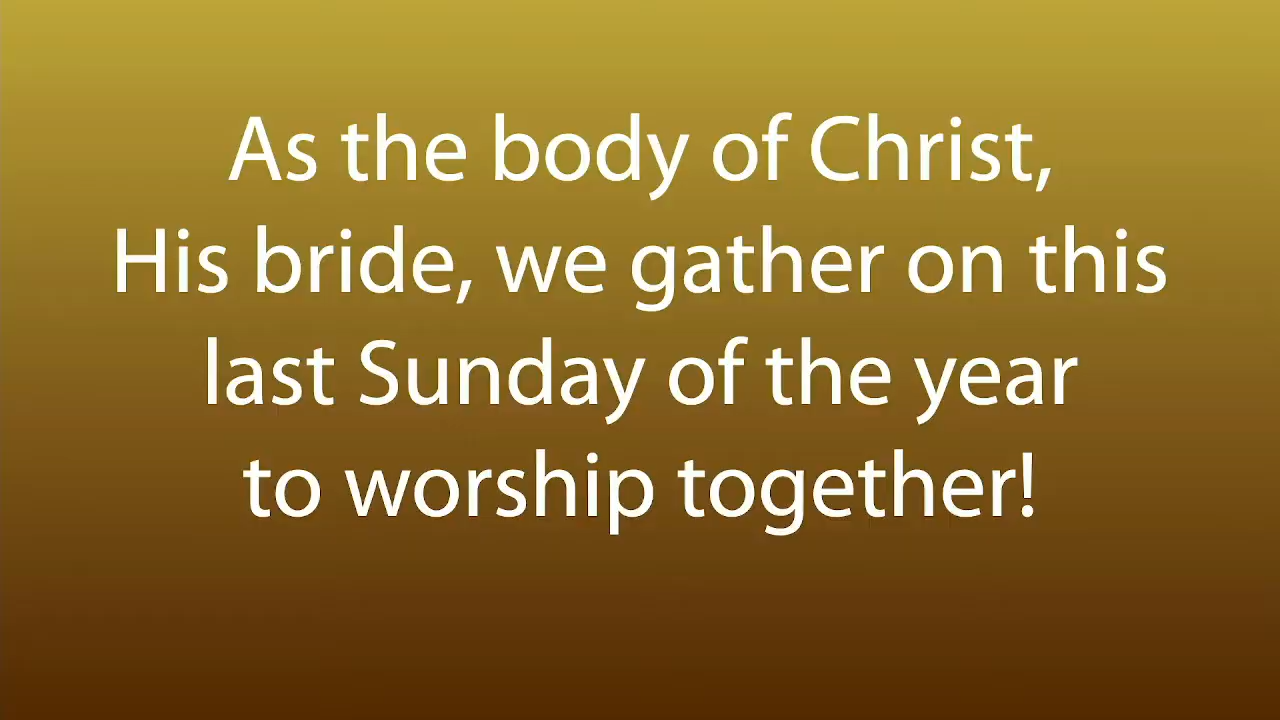 As the body of Christ,
His bride, we gather on this
last Sunday of the year
to worship together!